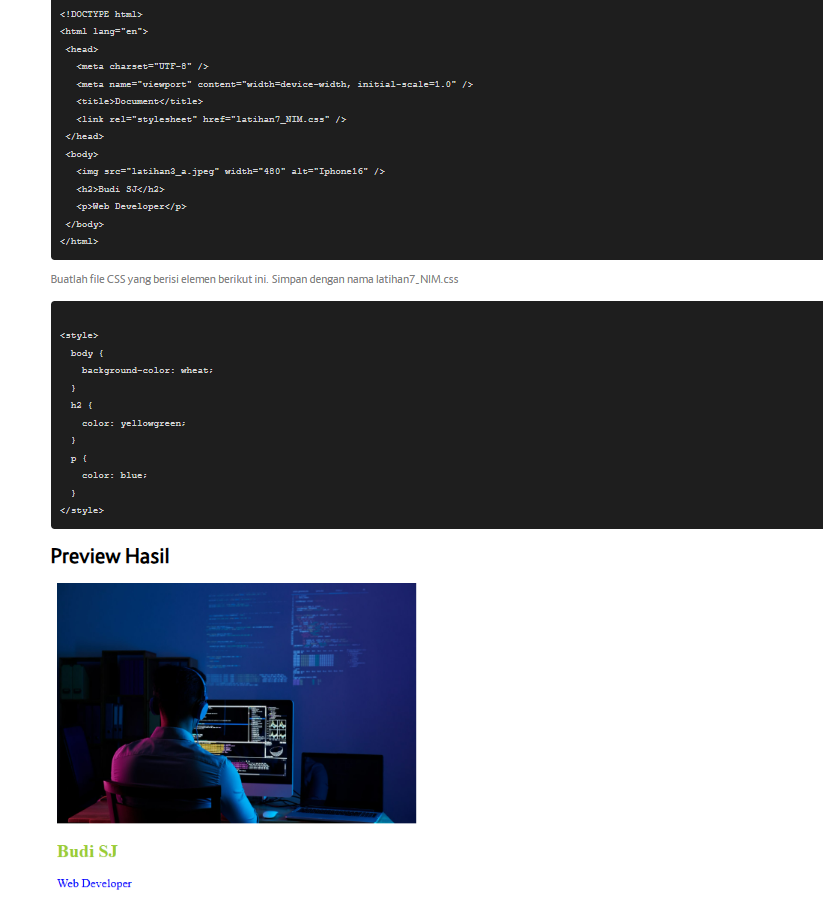 <!DOCTYPE html>
<html lang="en">
<head>
<meta charset="UTF-8" />
<meta name="viewport" content="width=device-width, initial-scale=1.0" />
<title>Document</title>
<link rel="stylesheet" href="latihan7_NIM.css" />
</head>
<body>
<img src="latihan3_a.jpeg" width="480" alt="Iphone16" />
<h2>Budi SJ</h2>
<p>Web Developer</p>
</body>
</html>
Buatlah file CSS yang berisi elemen berikut ini. Simpan dengan nama latihan7_NIM.css
<style>
body {
background-color: wheat;
}
h2 {
color: yellowgreen;
}
p {
color: blue;
}
</style>
Preview Hasil
Budi SJ
Web Developer